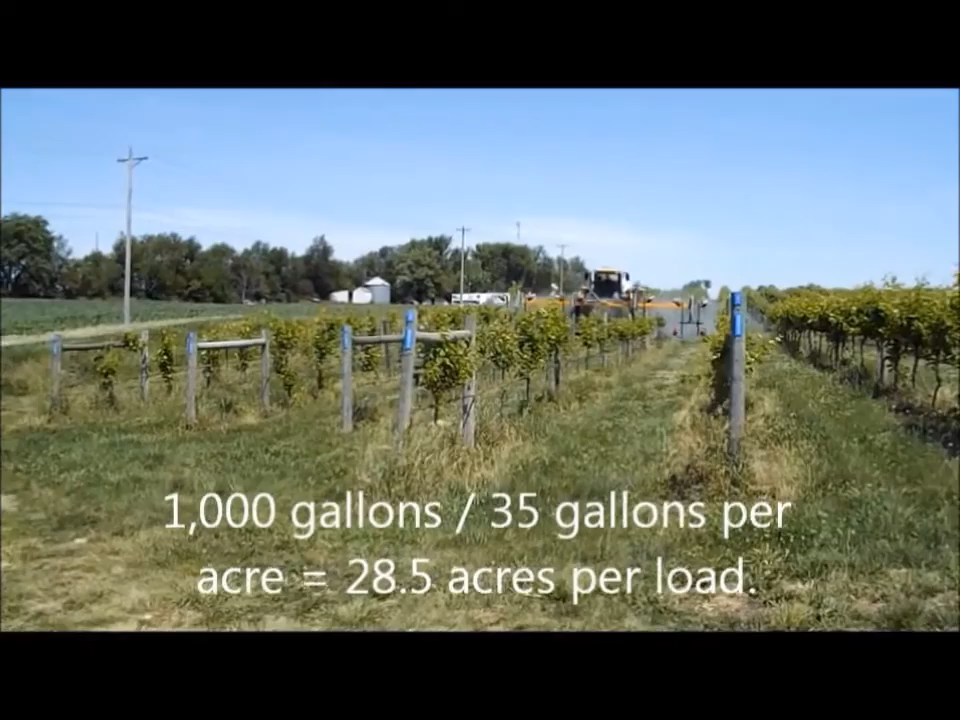 1,000 gallons / 35 gallons per
acre = 28.5 acres per load.